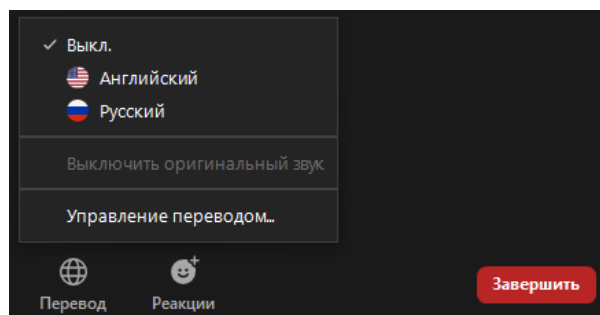 Выкл.
Английский
Русский
Выключить оригинальный звук
Управление переводом...
Перевод
Реакции
Завершить